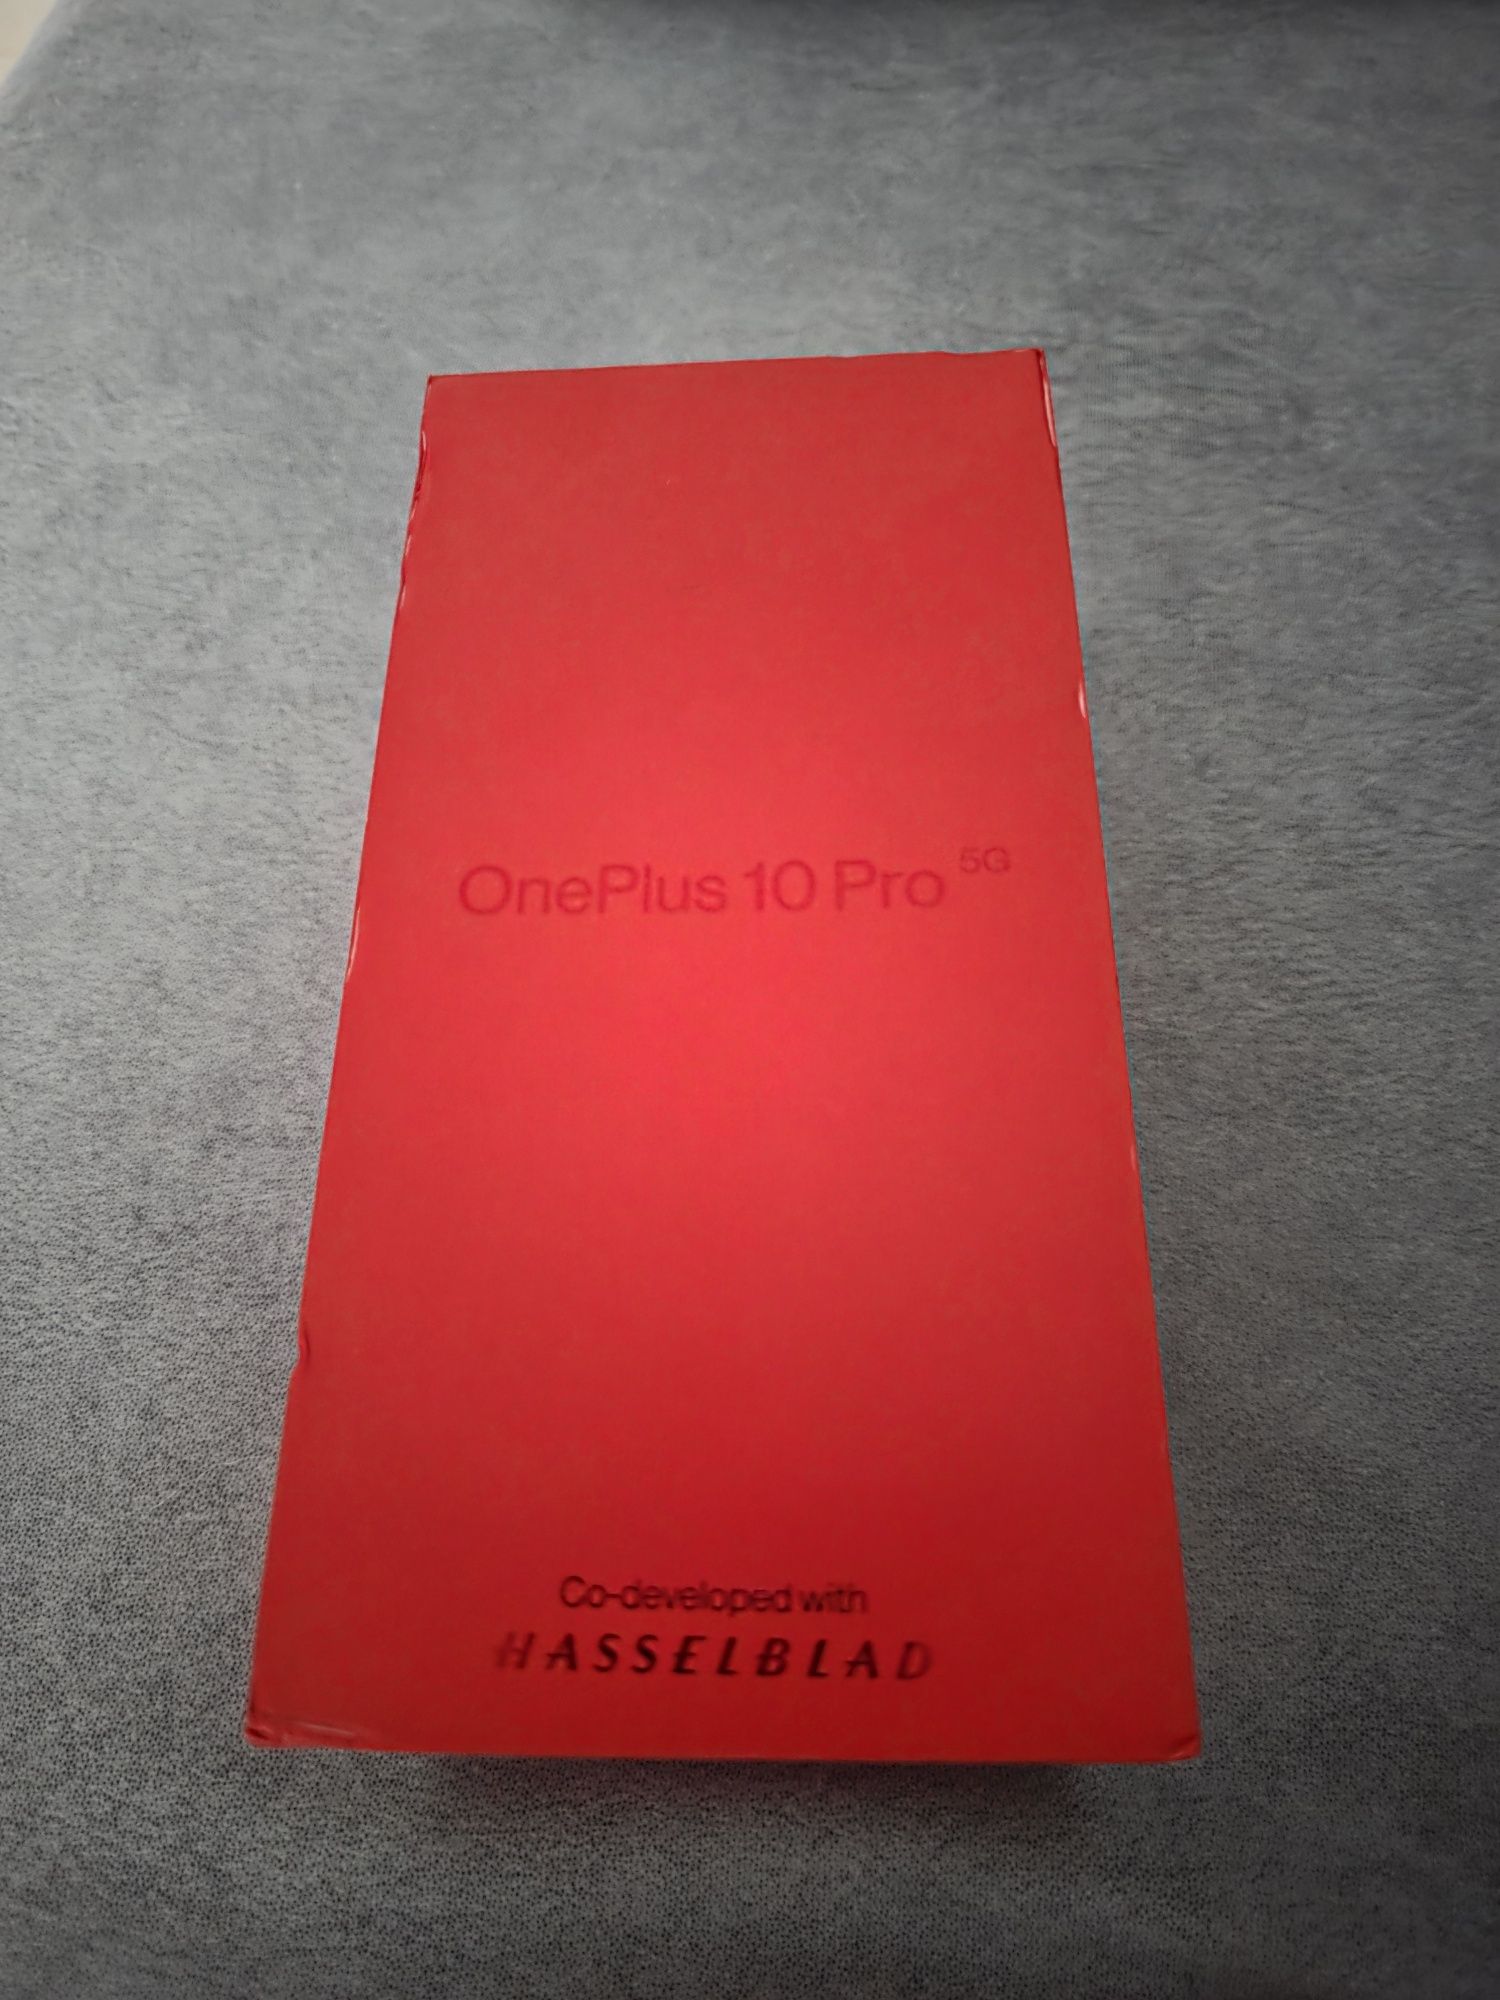 OnePlus 10 Pro 5G
Co-developed with
HASSELBLAD